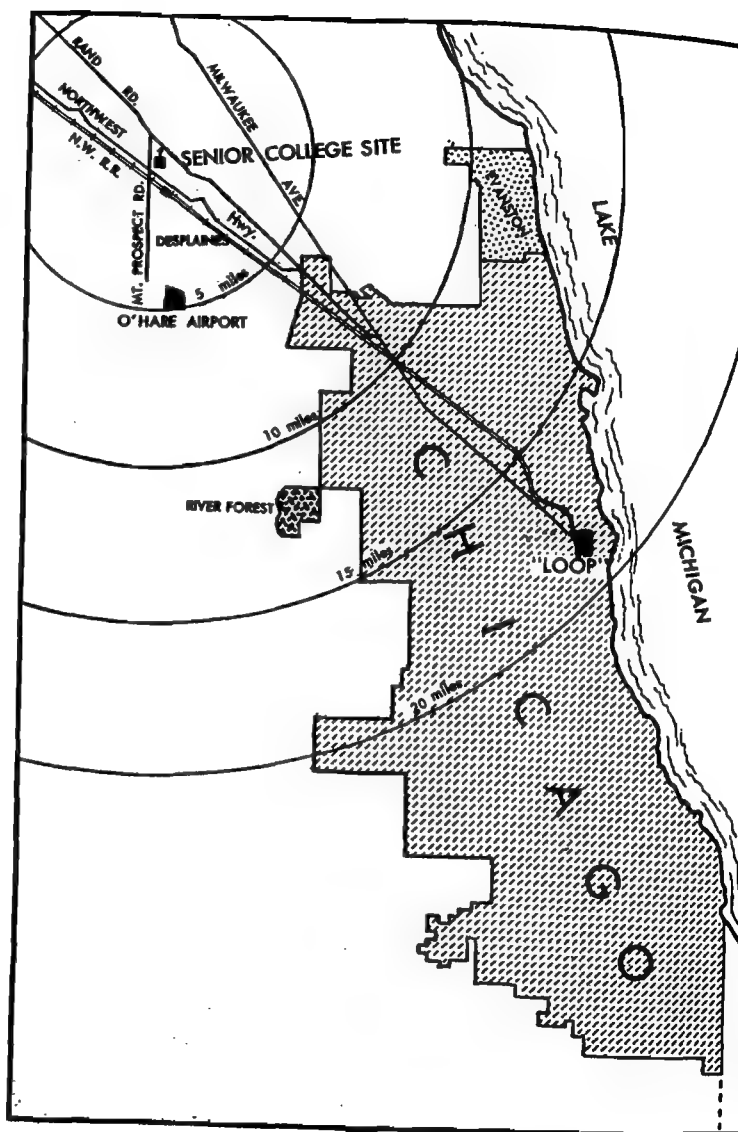 RAND RD.
MILWAUKEE AVE.
NORTHWEST Hwy.
N.W. R.R.
SENIOR COLLEGE SITE
MT. PROSPECT RD.
DESPLAINES
EVANSTON
LAKE MICHIGAN
5 miles
O'HARE AIRPORT
10 miles
RIVER FOREST
15 miles
"LOOP"
20 miles
CHICAGO